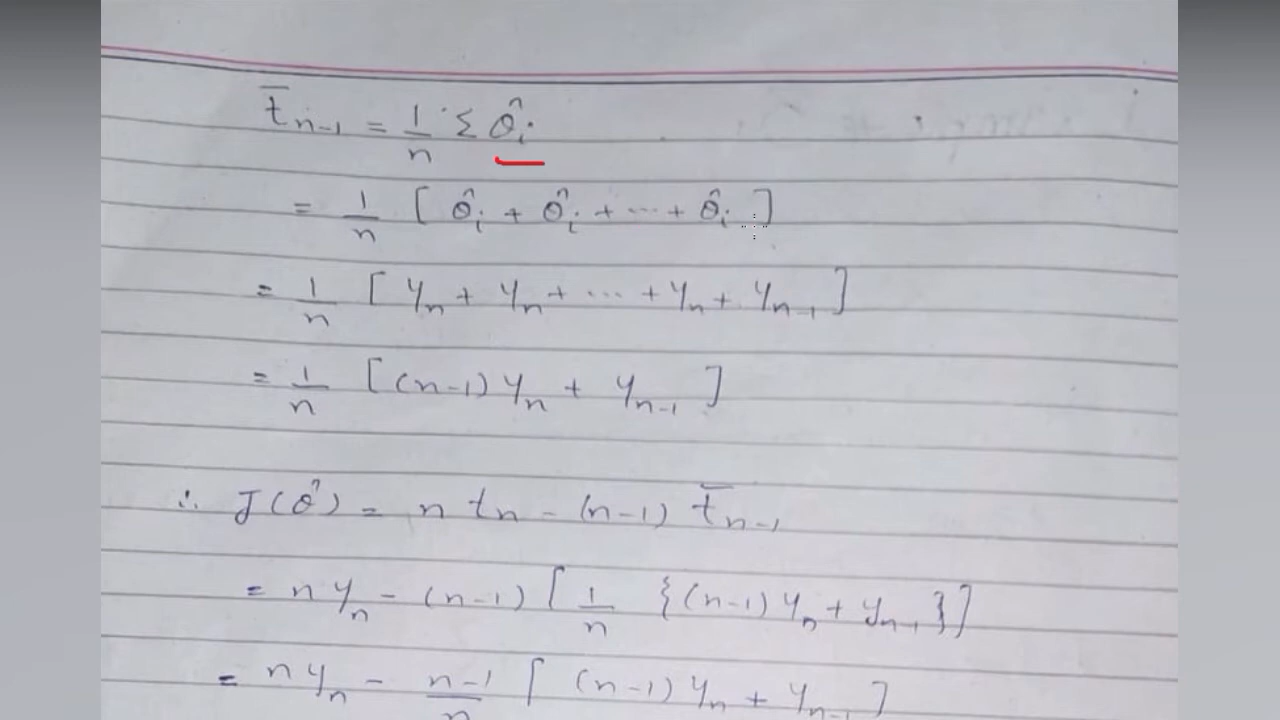 t̄ₙ₋₁ = 1/n Σ θ̂ᵢ
= 1/n [ θ̂ᵢ + θ̂ᵢ + ... + θ̂ᵢ ]
= 1/n [ yₙ + yₙ + ... + yₙ + yₙ₋₁ ]
= 1/n [(n-1) yₙ + yₙ₋₁ ]
∴ J(θ̂) = n tₙ - (n-1) t̄ₙ₋₁
= n yₙ - (n-1) [ 1/n {(n-1) yₙ + yₙ₋₁ }]
= n yₙ - n-1/n [ (n-1) yₙ + yₙ₋₁ ]